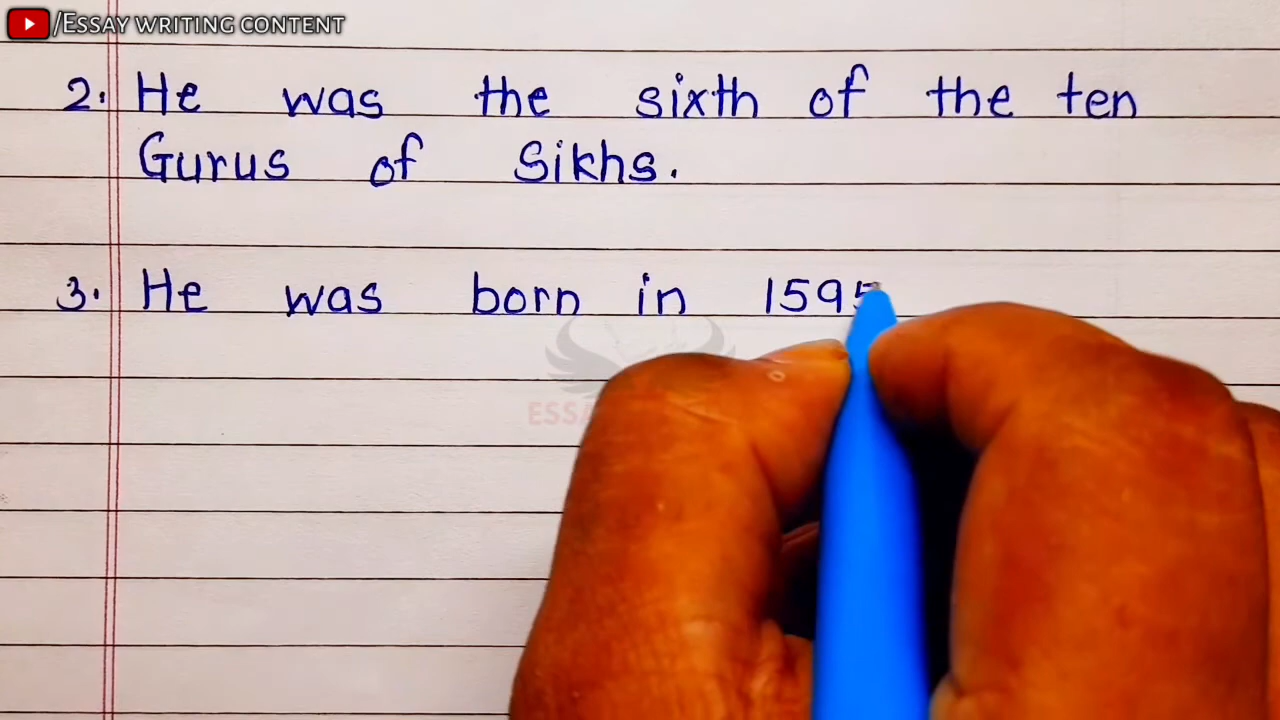 /Essay writing content
2. He was the sixth of the ten
Gurus of Sikhs.
3. He was born in 1595
ESSA